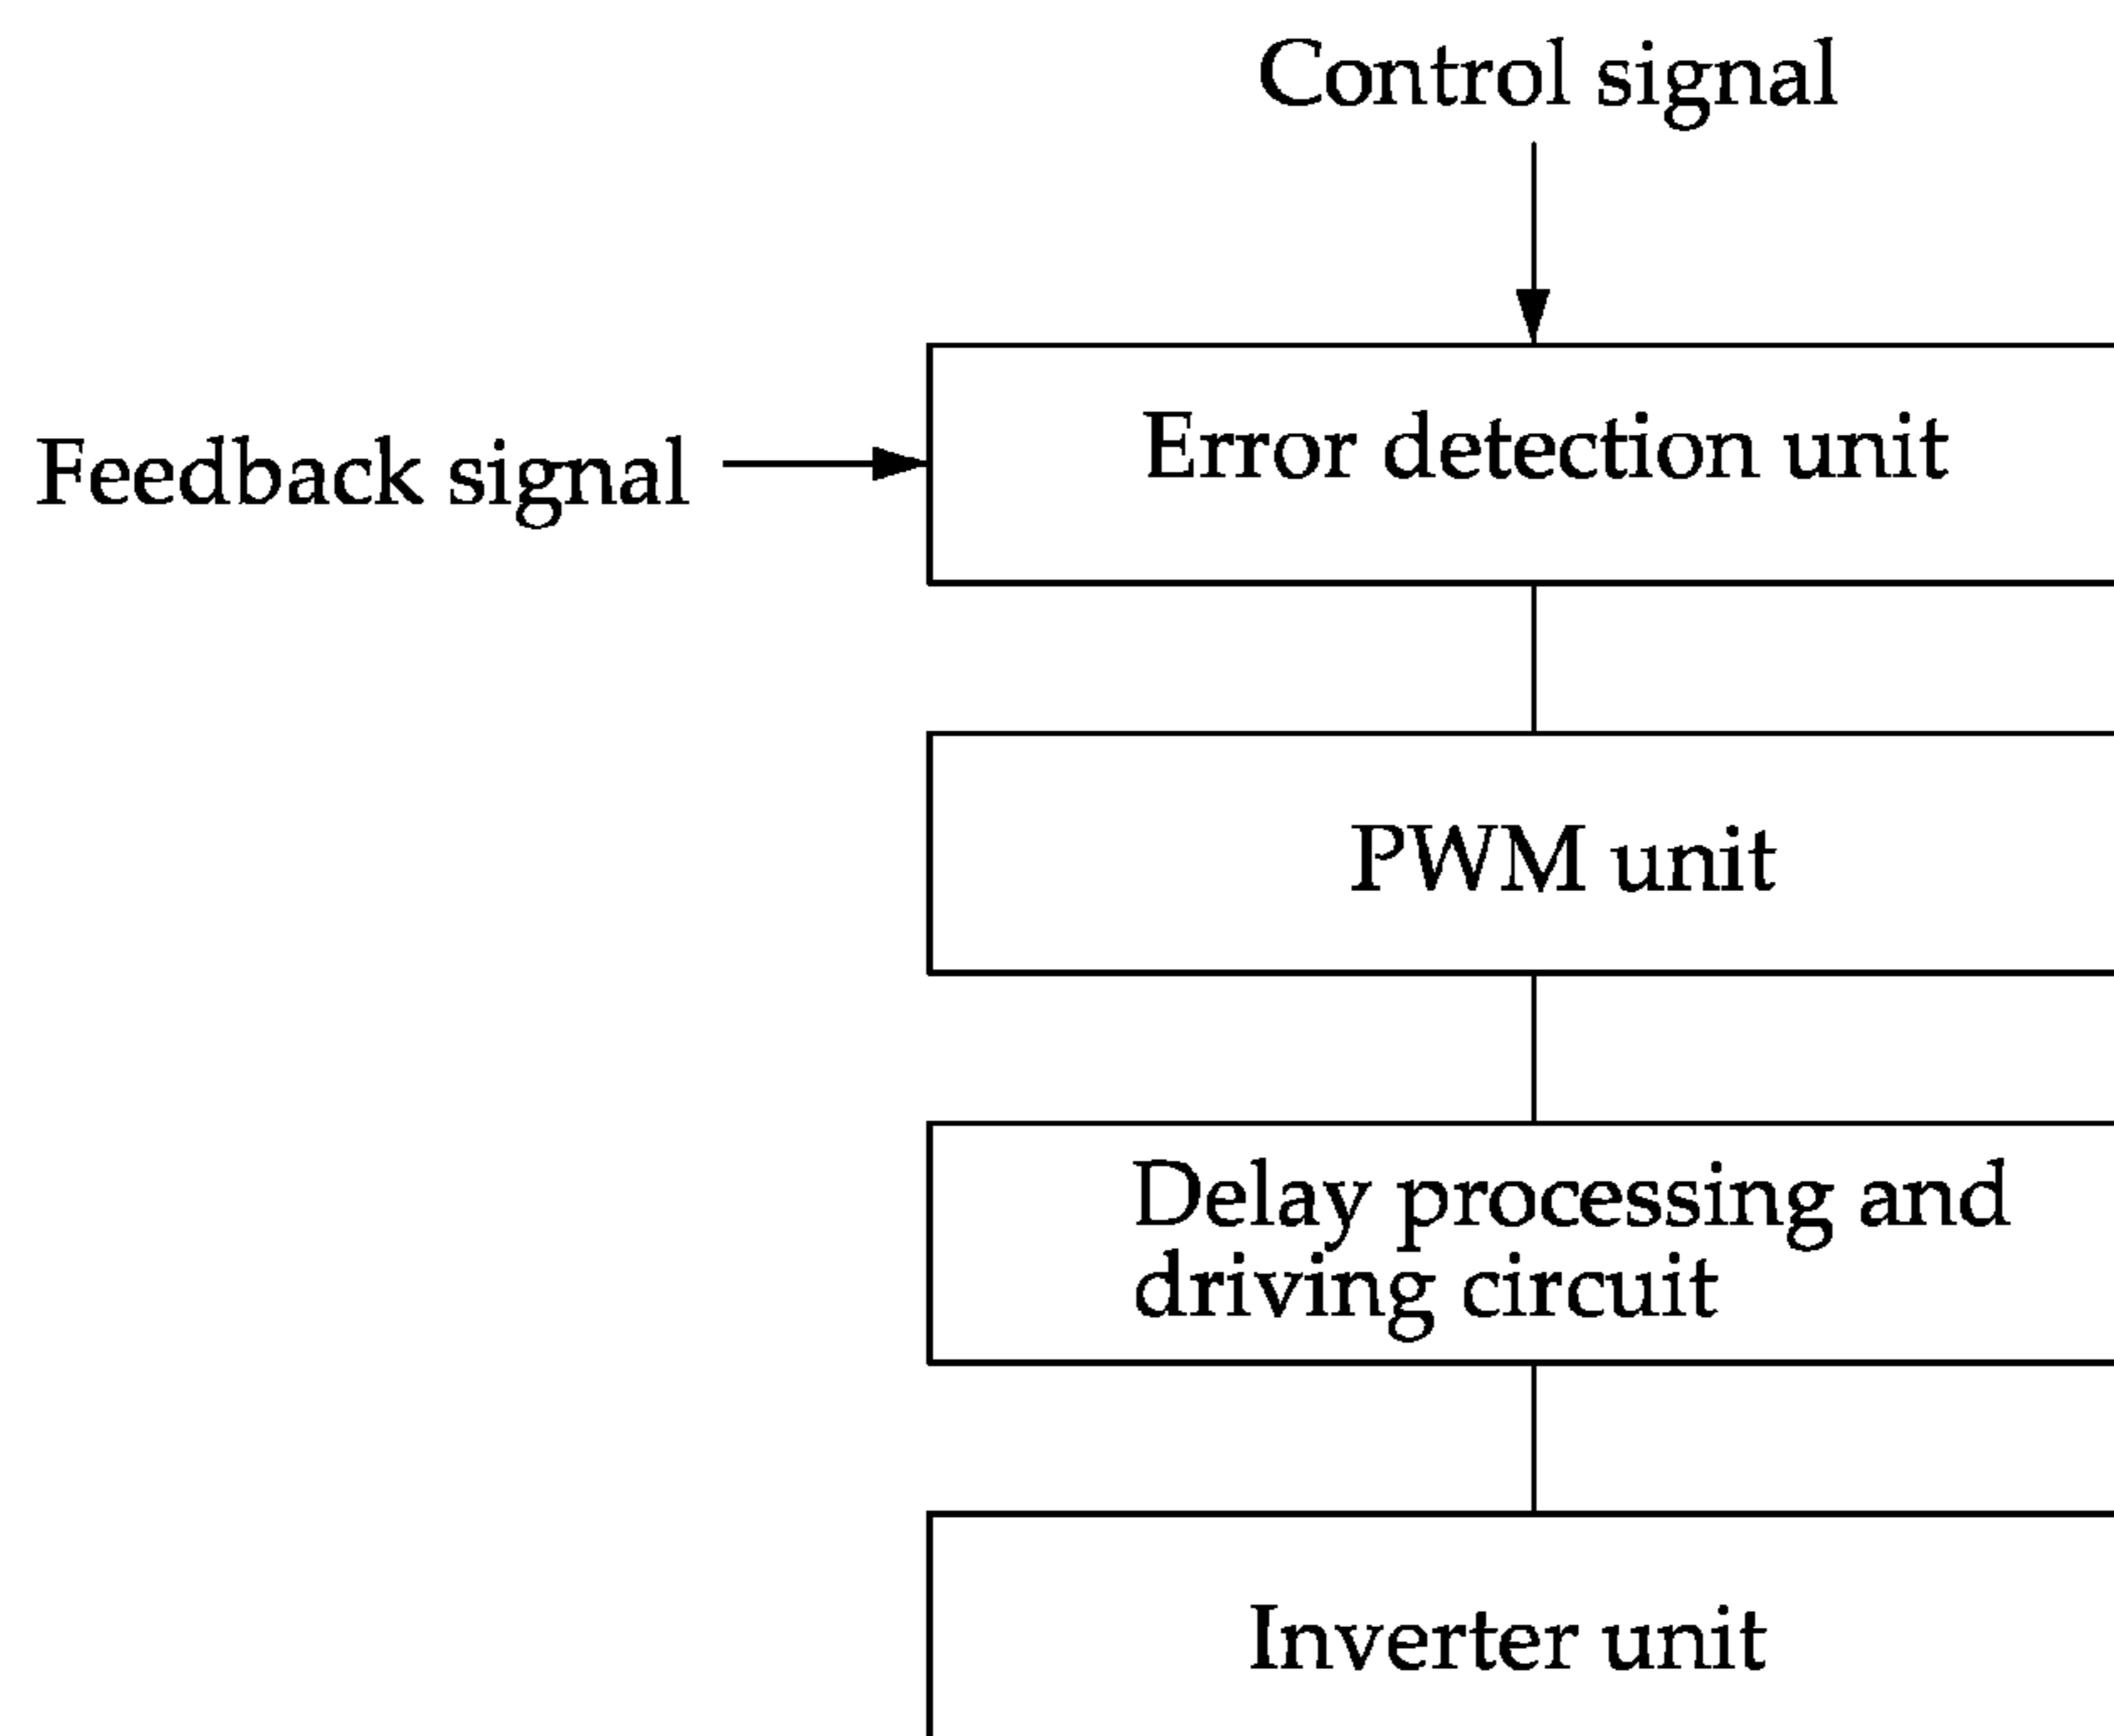 Control signal
Error detection unit
Feedback signal
PWM unit
Delay processing and
driving circuit
Inverter unit